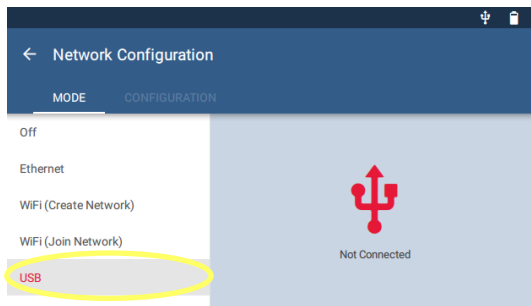 Network Configuration
MODE CONFIGURATION
Off
Ethernet
WiFi (Create Network)
WiFi (Join Network)
USB
Not Connected